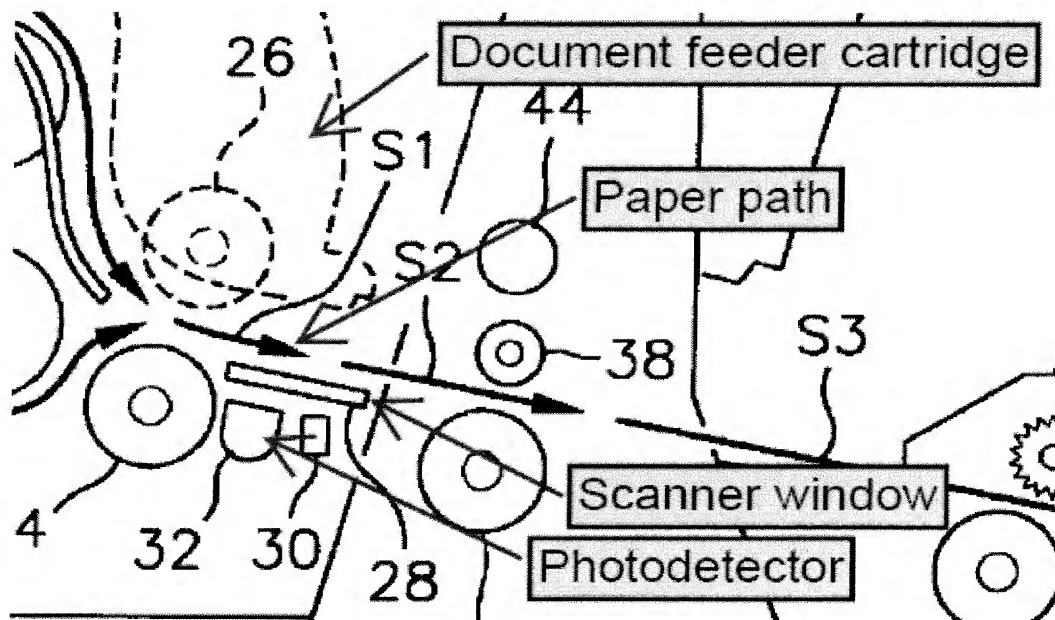 Document feeder cartridge
26
44
S1
Paper path
S2
38
S3
Scanner window
4
32
30
28
Photodetector